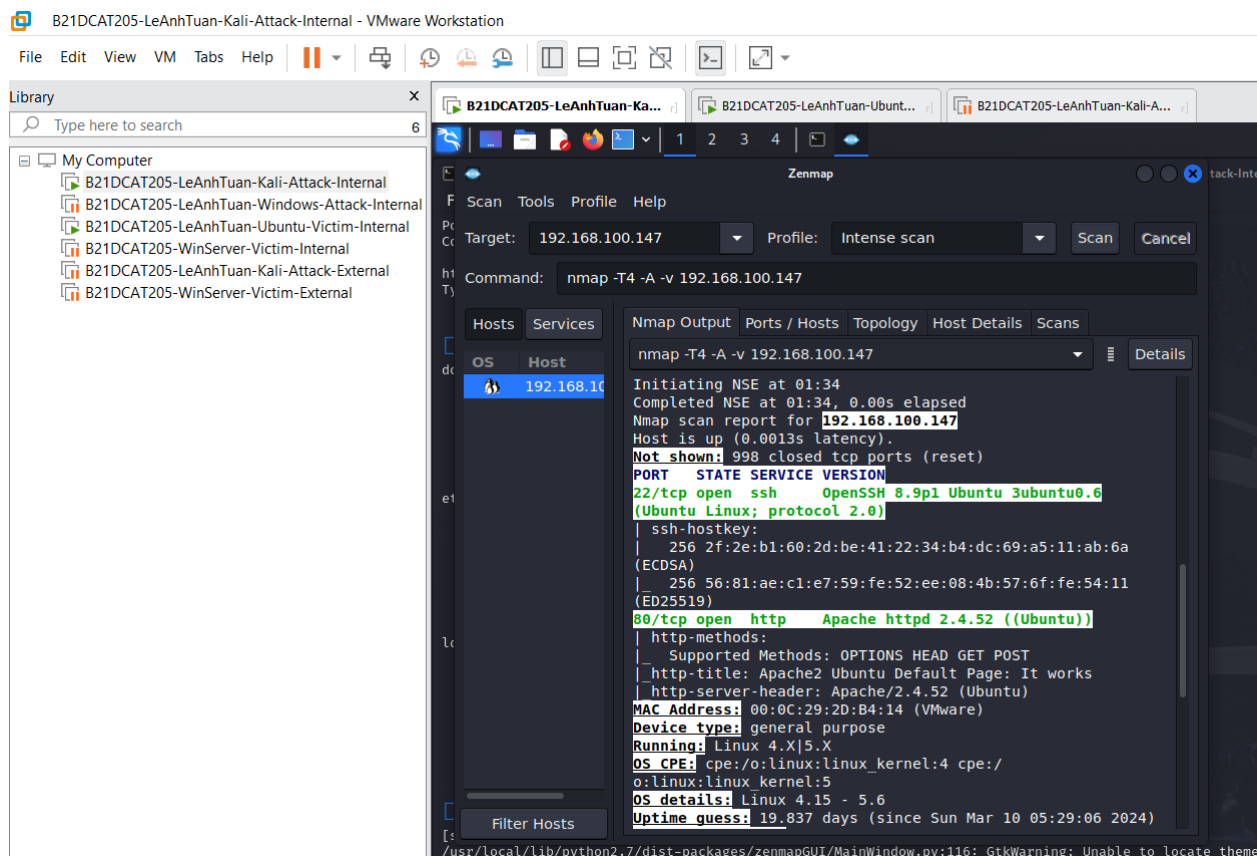 B21DCAT205-LeAnhTuan-Kali-Attack-Internal - VMware Workstation
File Edit View VM Tabs Help
Library X
Type here to search 6
My Computer
B21DCAT205-LeAnhTuan-Kali-Attack-Internal
B21DCAT205-LeAnhTuan-Windows-Attack-Internal
B21DCAT205-LeAnhTuan-Ubuntu-Victim-Internal
B21DCAT205-WinServer-Victim-Internal
B21DCAT205-LeAnhTuan-Kali-Attack-External
B21DCAT205-WinServer-Victim-External
B21DCAT205-LeAnhTuan-Ka... B21DCAT205-LeAnhTuan-Ubunt... B21DCAT205-LeAnhTuan-Kali-A...
1 2 3 4
Zenmap
tack-Inte
Scan Tools Profile Help
Target: 192.168.100.147 Profile: Intense scan Scan Cancel
Command: nmap -T4 -A -v 192.168.100.147
Hosts Services
OS Host
192.168.10
Filter Hosts
Nmap Output Ports / Hosts Topology Host Details Scans
nmap -T4 -A -v 192.168.100.147 Details
Initiating NSE at 01:34
Completed NSE at 01:34, 0.00s elapsed
Nmap scan report for 192.168.100.147
Host is up (0.0013s latency).
Not shown: 998 closed tcp ports (reset)
PORT STATE SERVICE VERSION
22/tcp open ssh OpenSSH 8.9p1 Ubuntu 3ubuntu0.6
(Ubuntu Linux; protocol 2.0)
| ssh-hostkey:
| 256 2f:2e:b1:60:2d:be:41:22:34:b4:dc:69:a5:11:ab:6a
(ECDSA)
|_ 256 56:81:ae:c1:e7:59:fe:52:ee:08:4b:57:6f:fe:54:11
(ED25519)
80/tcp open http Apache httpd 2.4.52 ((Ubuntu))
| http-methods:
|_ Supported Methods: OPTIONS HEAD GET POST
|_http-title: Apache2 Ubuntu Default Page: It works
|_http-server-header: Apache/2.4.52 (Ubuntu)
MAC Address: 00:0C:29:2D:B4:14 (VMware)
Device type: general purpose
Running: Linux 4.X|5.X
OS CPE: cpe:/o:linux:linux_kernel:4 cpe:/
o:linux:linux_kernel:5
OS details: Linux 4.15 - 5.6
Uptime guess: 19.837 days (since Sun Mar 10 05:29:06 2024)
/usr/local/lib/python2.7/dist-packages/zenmapGUI/MainWindow.py:116: GtkWarning: Unable to locate theme